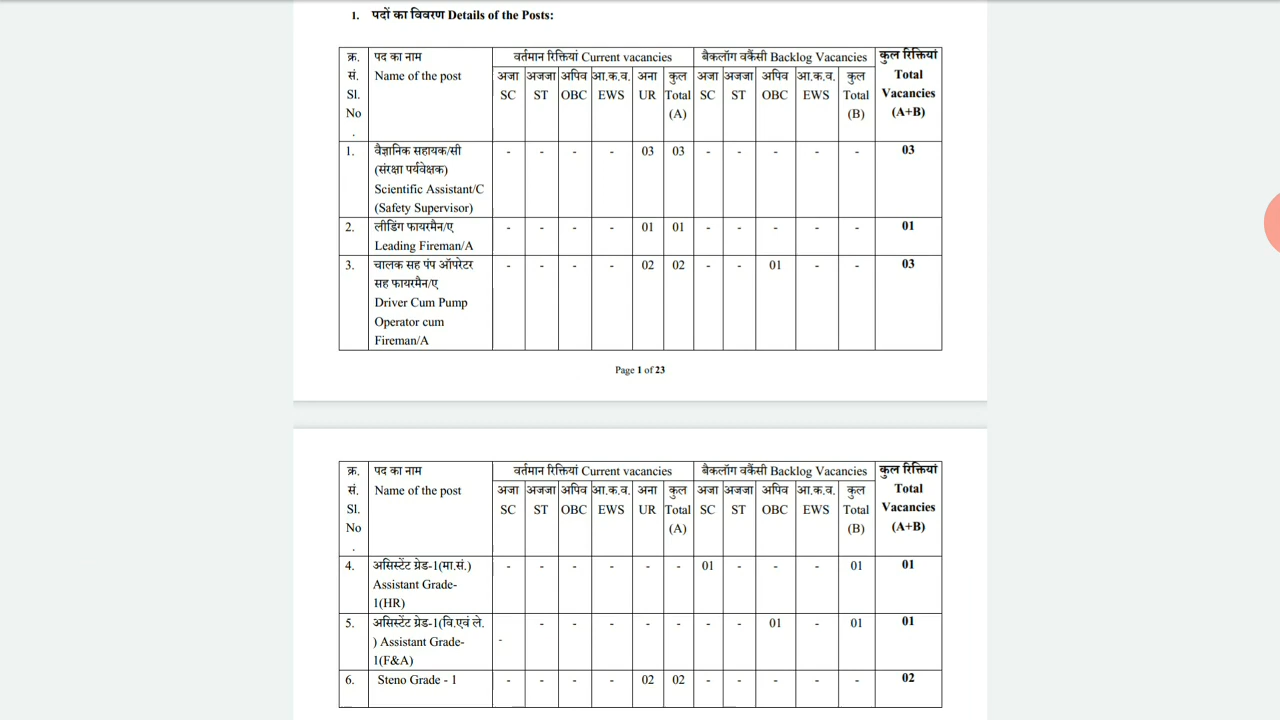 1. पदों का विवरण Details of the Posts:
क्र. सं. Sl. No . | पद का नाम Name of the post | वर्तमान रिक्तियां Current vacancies | बैकलॉग वकैंसी Backlog Vacancies | कुल रिक्तियां Total Vacancies (A+B)
अजा SC | अजजा ST | अपिव OBC | आ.क.व. EWS | अना UR | कुल Total (A) | अजा SC | अजजा ST | अपिव OBC | आ.क.व. EWS | कुल Total (B)
1. | वैज्ञानिक सहायक/सी (संरक्षा पर्यवेक्षक) Scientific Assistant/C (Safety Supervisor) | - | - | - | - | 03 | 03 | - | - | - | - | - | 03
2. | लीडिंग फायरमैन/ए Leading Fireman/A | - | - | - | - | 01 | 01 | - | - | - | - | - | 01
3. | चालक सह पंप ऑपरेटर सह फायरमैन/ए Driver Cum Pump Operator cum Fireman/A | - | - | - | - | 02 | 02 | - | - | 01 | - | - | 03
Page 1 of 23
क्र. सं. Sl. No . | पद का नाम Name of the post | वर्तमान रिक्तियां Current vacancies | बैकलॉग वकैंसी Backlog Vacancies | कुल रिक्तियां Total Vacancies (A+B)
अजा SC | अजजा ST | अपिव OBC | आ.क.व. EWS | अना UR | कुल Total (A) | अजा SC | अजजा ST | अपिव OBC | आ.क.व. EWS | कुल Total (B)
4. | असिस्टेंट ग्रेड-1(मा.सं.) Assistant Grade-1(HR) | - | - | - | - | - | - | 01 | - | - | - | 01 | 01
5. | असिस्टेंट ग्रेड-1(वि.एवं ले. ) Assistant Grade-1(F&A) | - | - | - | - | - | - | - | - | 01 | - | 01 | 01
6. | Steno Grade - 1 | - | - | - | - | 02 | 02 | - | - | - | - | - | 02